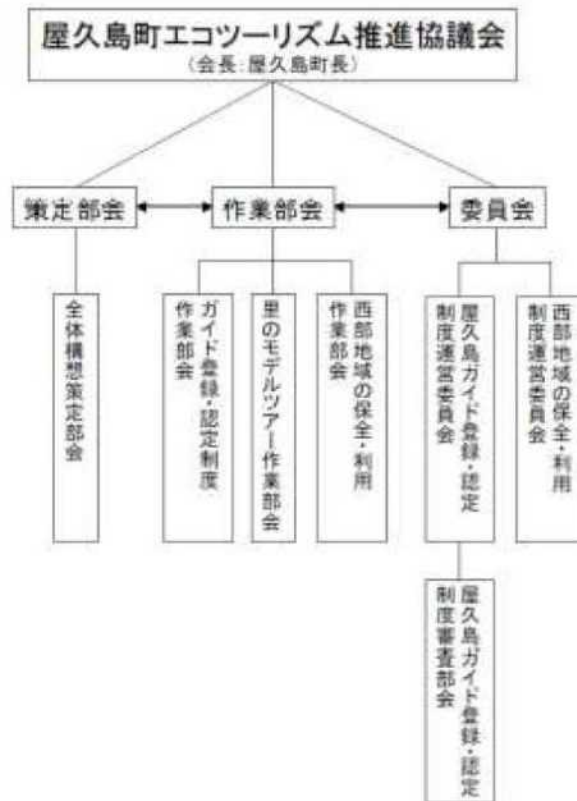 屋久島町エコツーリズム推進協議会
（会長：屋久島町長）
策定部会
作業部会
委員会
全体構想策定部会
ガイド登録・認定制度
作業部会
里のモデルツアー作業部会
西部地域の保全・利用
作業部会
屋久島ガイド登録・認定
制度運営委員会
西部地域の保全・利用
制度運営委員会
屋久島ガイド登録・認定
制度審査部会